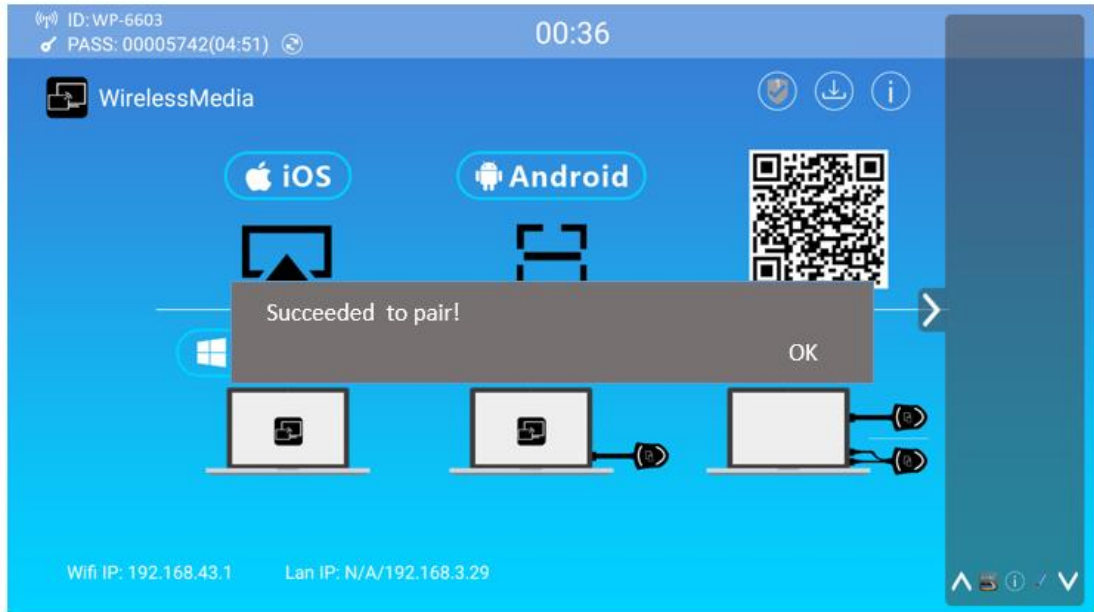 ID: WP-6603
00:36
PASS: 00005742(04:51)
WirelessMedia
iOS
Android
Succeeded to pair!
OK
Wifi IP: 192.168.43.1
Lan IP: N/A/192.168.3.29